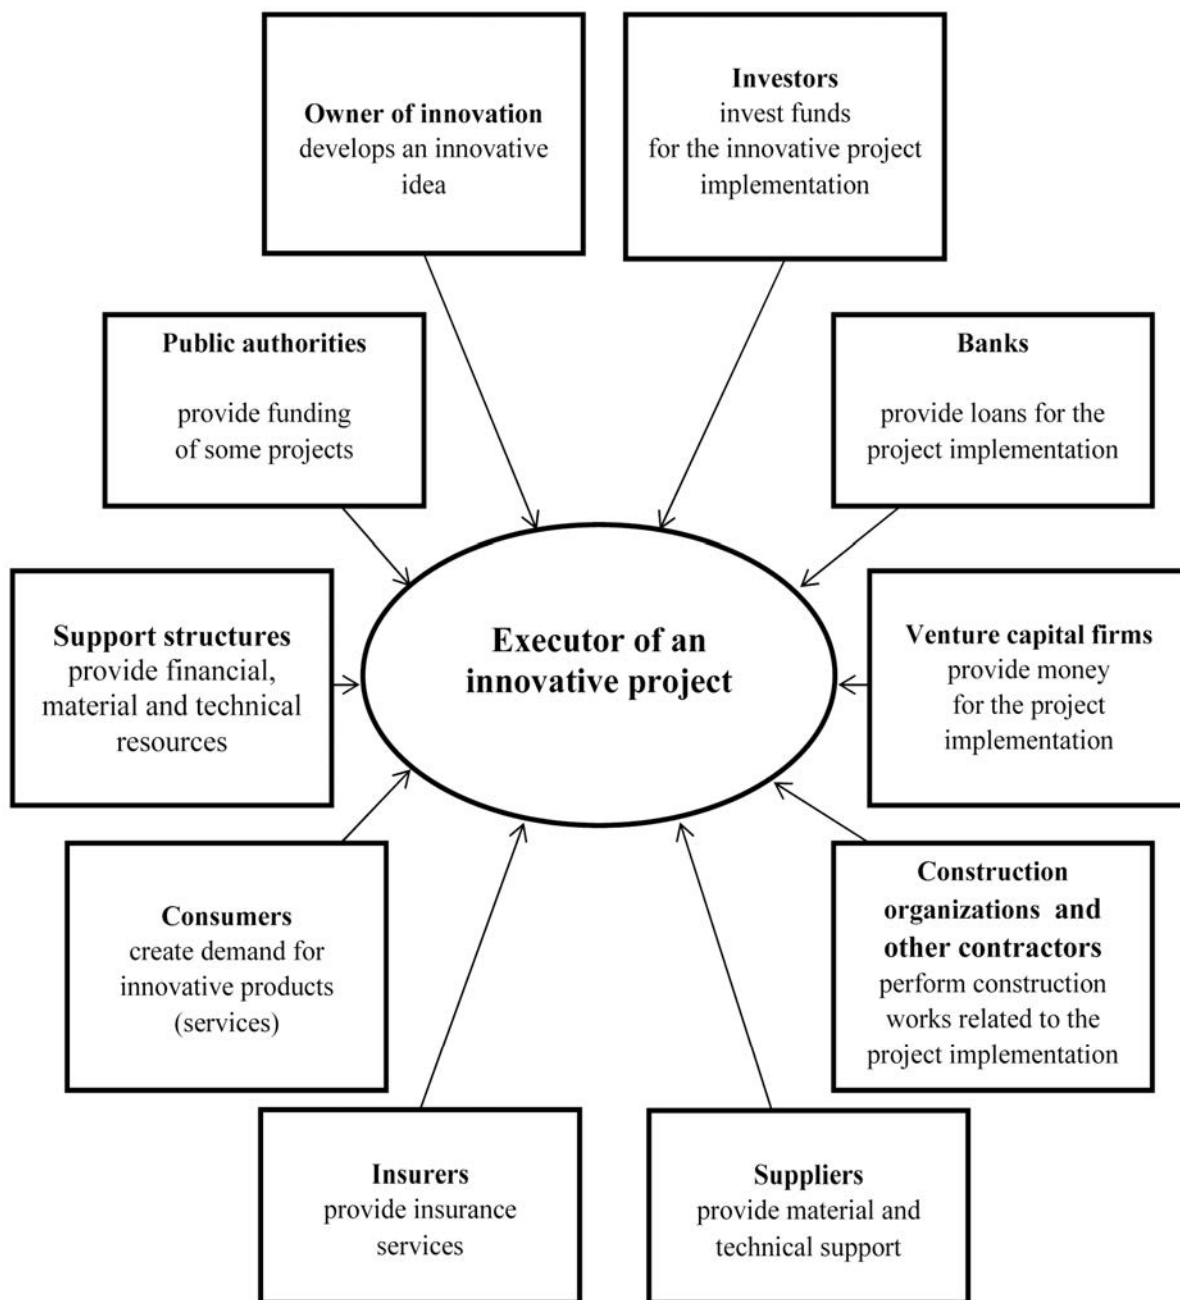 Owner of innovation
develops an innovative
idea
Investors
invest funds
for the innovative project
implementation
Public authorities
provide funding
of some projects
Banks
provide loans for the
project implementation
Support structures
provide financial,
material and technical
resources
Executor of an
innovative project
Venture capital firms
provide money
for the project
implementation
Consumers
create demand for
innovative products
(services)
Construction
organizations and
other contractors
perform construction
works related to the
project implementation
Insurers
provide insurance
services
Suppliers
provide material and
technical support